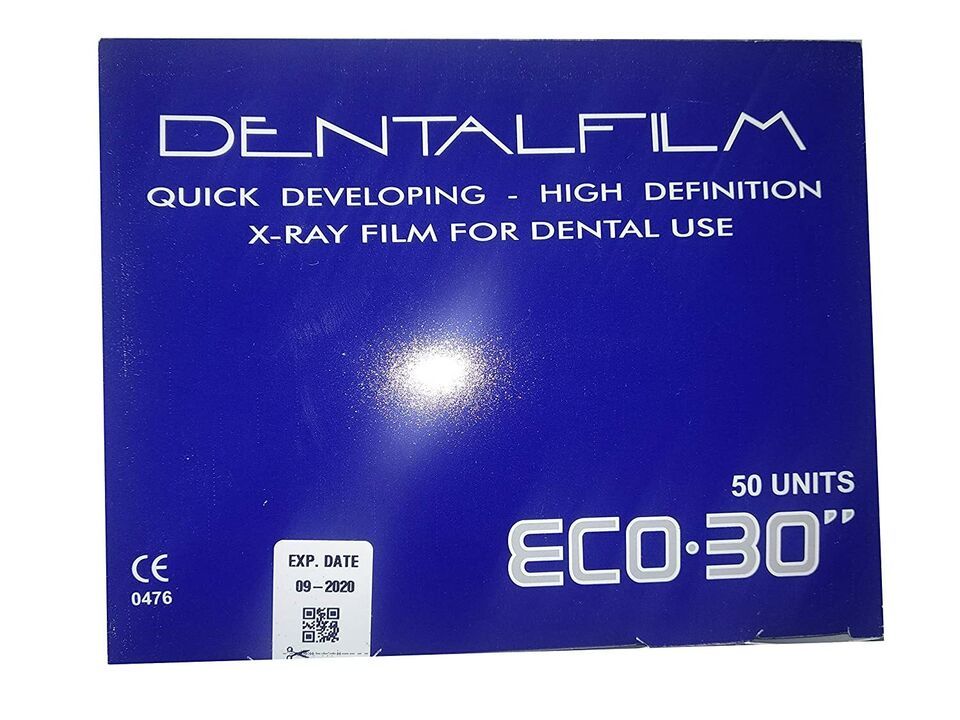 DENTALFILM
QUICK DEVELOPING - HIGH DEFINITION
X-RAY FILM FOR DENTAL USE
50 UNITS
ECO·30”
CE
0476
EXP. DATE
09-2020